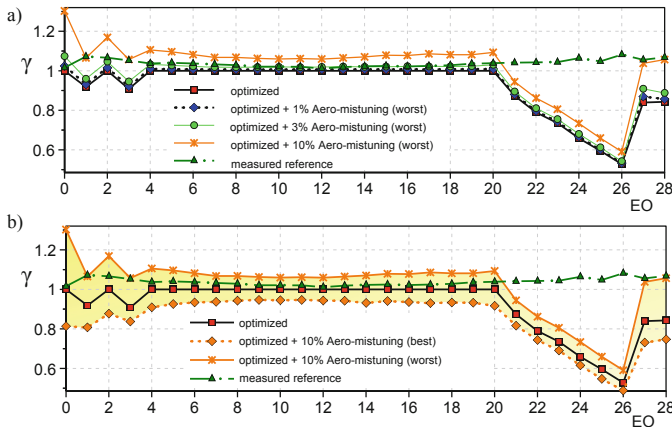 a)
1.2
γ
1
0.8
0.6
optimized
optimized + 1% Aero-mistuning (worst)
optimized + 3% Aero-mistuning (worst)
optimized + 10% Aero-mistuning (worst)
measured reference
0 2 4 6 8 10 12 14 16 18 20 22 24 26 28
EO
b)
1.2
γ
1
0.8
0.6
optimized
optimized + 10% Aero-mistuning (best)
optimized + 10% Aero-mistuning (worst)
measured reference
0 2 4 6 8 10 12 14 16 18 20 22 24 26 28
EO